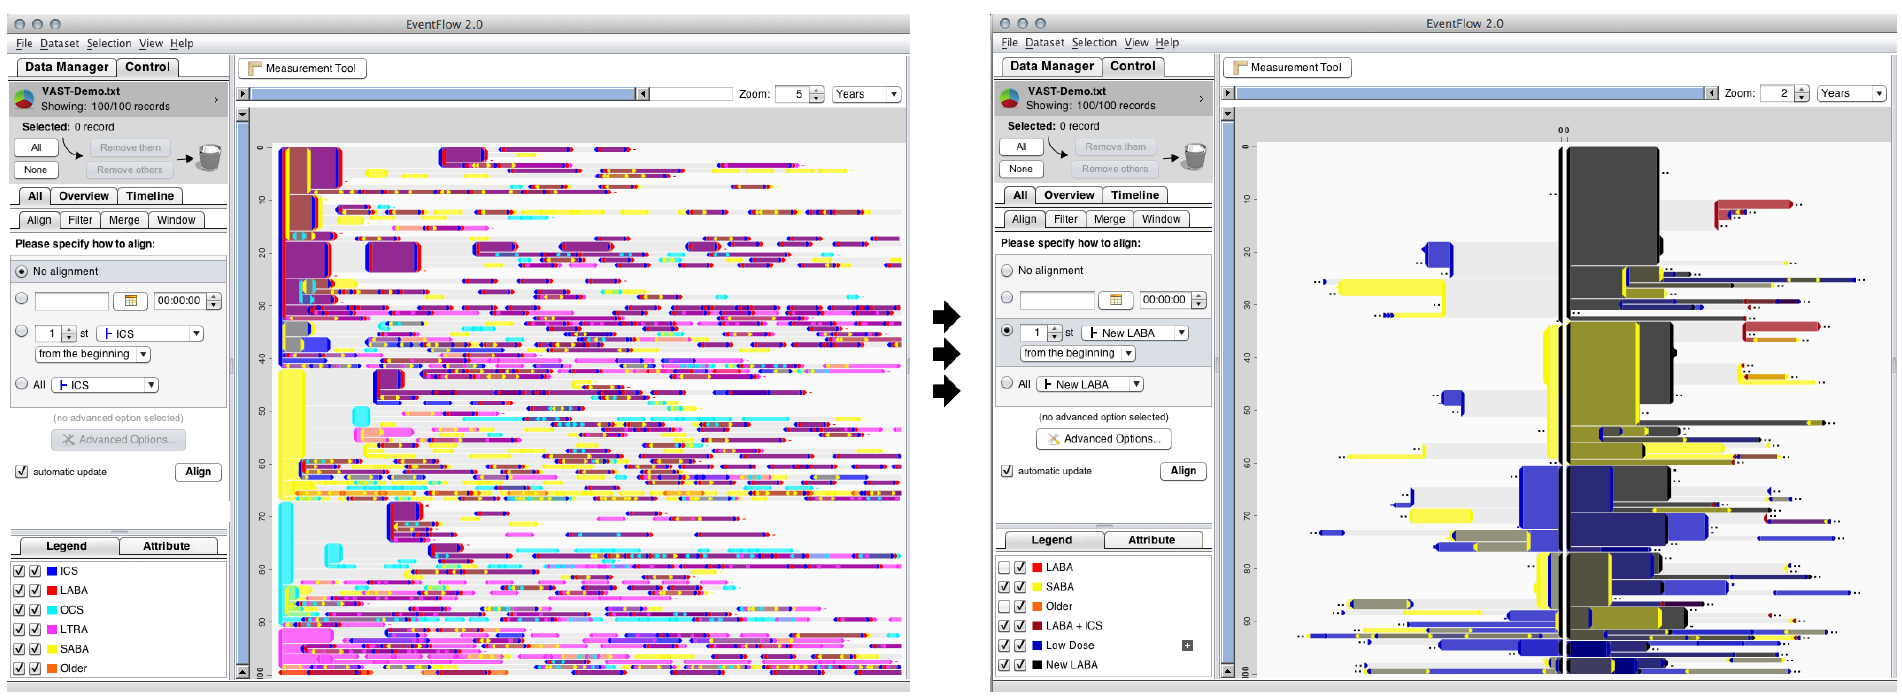 EventFlow 2.0
File Dataset Selection View Help
Data Manager Control
Measurement Tool
VAST-Demo.txt
Showing: 100/100 records
Zoom: 5 Years
Selected: 0 record
All Remove them
None Remove others
All Overview Timeline
Align Filter Merge Window
Please specify how to align:
No alignment
00:00:00
1 st ICS
from the beginning
All ICS
(no advanced option selected)
Advanced Options...
automatic update Align
Legend Attribute
ICS
LABA
OCS
LTRA
SABA
Older
0
10
20
30
40
50
60
70
80
90
100
EventFlow 2.0
File Dataset Selection View Help
Data Manager Control
Measurement Tool
VAST-Demo.txt
Showing: 100/100 records
Zoom: 2 Years
Selected: 0 record
All Remove them
None Remove others
All Overview Timeline
Align Filter Merge Window
Please specify how to align:
No alignment
00:00:00
1 st New LABA
from the beginning
All New LABA
(no advanced option selected)
Advanced Options...
automatic update Align
Legend Attribute
LABA
SABA
Older
LABA + ICS
Low Dose
New LABA
0 0
0
10
20
30
40
50
60
70
80
90
100